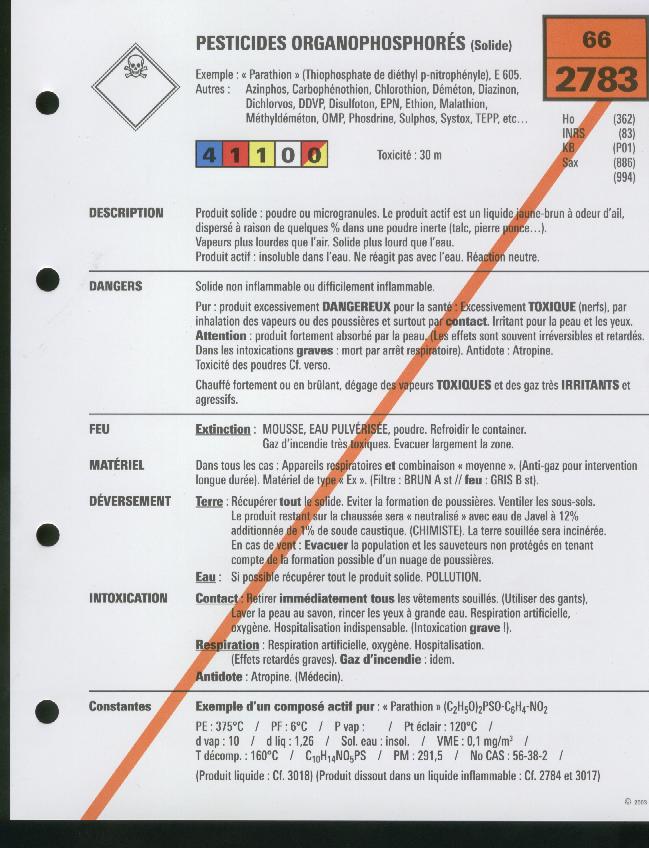 PESTICIDES ORGANOPHOSPHORÉS (Solide)
66
2783
Exemple : « Parathion » (Thiophosphate de diéthyl p-nitrophényle), E 605.
Autres : Azinphos, Carbophénothion, Chlorothion, Déméton, Diazinon,
Dichlorvos, DDVP, Disulfoton, EPN, Ethion, Malathion,
Méthyldéméton, OMP, Phosdrine, Sulphos, Systox, TEPP, etc...
Ho (362)
INRS (83)
KB (P01)
Sax (886)
(994)
4 1 1 0 0
Toxicité : 30 m
DESCRIPTION
Produit solide : poudre ou microgranules. Le produit actif est un liquide jaune-brun à odeur d'ail,
dispersé à raison de quelques % dans une poudre inerte (talc, pierre ponce...).
Vapeurs plus lourdes que l'air. Solide plus lourd que l'eau.
Produit actif : insoluble dans l'eau. Ne réagit pas avec l'eau. Réaction neutre.
DANGERS
Solide non inflammable ou difficilement inflammable.
Pur : produit excessivement DANGEREUX pour la santé : Excessivement TOXIQUE (nerfs), par
inhalation des vapeurs ou des poussières et surtout par contact. Irritant pour la peau et les yeux.
Attention : produit fortement absorbé par la peau. (Les effets sont souvent irréversibles et retardés.
Dans les intoxications graves : mort par arrêt respiratoire). Antidote : Atropine.
Toxicité des poudres Cf. verso.
Chauffé fortement ou en brûlant, dégage des vapeurs TOXIQUES et des gaz très IRRITANTS et
agressifs.
FEU
Extinction : MOUSSE, EAU PULVÉRISÉE, poudre. Refroidir le container.
Gaz d'incendie très toxiques. Evacuer largement la zone.
MATÉRIEL
Dans tous les cas : Appareils respiratoires et combinaison « moyenne ». (Anti-gaz pour intervention
longue durée). Matériel de type « Ex ». (Filtre : BRUN A st // feu : GRIS B st).
DÉVERSEMENT
Terre : Récupérer tout le solide. Eviter la formation de poussières. Ventiler les sous-sols.
Le produit restant sur la chaussée sera « neutralisé » avec eau de Javel à 12%
additionnée de 1% de soude caustique. (CHIMISTE). La terre souillée sera incinérée.
En cas de vent : Evacuer la population et les sauveteurs non protégés en tenant
compte de la formation possible d'un nuage de poussières.
Eau : Si possible récupérer tout le produit solide. POLLUTION.
INTOXICATION
Contact : Retirer immédiatement tous les vêtements souillés. (Utiliser des gants),
Laver la peau au savon, rincer les yeux à grande eau. Respiration artificielle,
oxygène. Hospitalisation indispensable. (Intoxication grave !).
Respiration : Respiration artificielle, oxygène. Hospitalisation.
(Effets retardés graves). Gaz d'incendie : idem.
Antidote : Atropine. (Médecin).
Constantes
Exemple d'un composé actif pur : « Parathion » (C2H5O)2PSO-C6H4-NO2
PE : 375°C / PF : 6°C / P vap : / Pt éclair : 120°C /
d vap : 10 / d liq : 1,26 / Sol. eau : insol. / VME : 0,1 mg/m³ /
T décomp. : 160°C / C10H14NO5PS / PM : 291,5 / No CAS : 56-38-2 /
(Produit liquide : Cf. 3018) (Produit dissout dans un liquide inflammable : Cf. 2784 et 3017)
© 2003